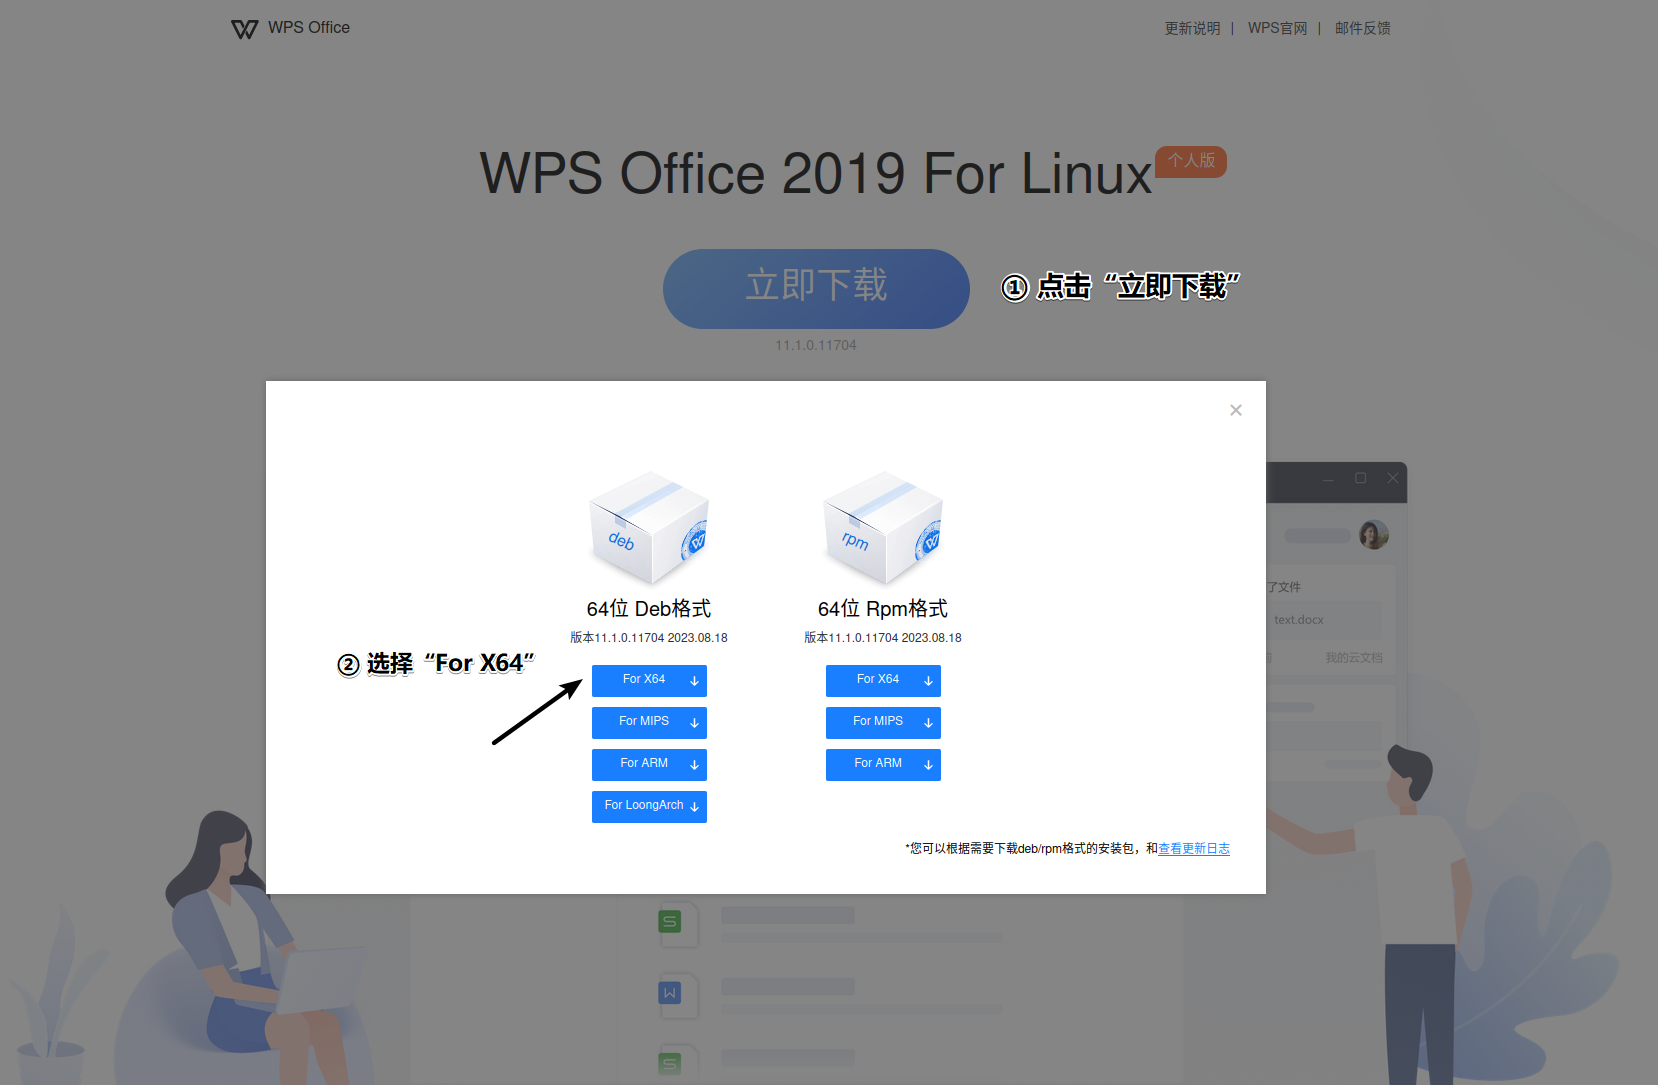 WPS Office
更新说明 | WPS官网 | 邮件反馈
WPS Office 2019 For Linux 个人版
立即下载
① 点击“立即下载”
11.1.0.11704
deb
rpm
64位 Deb格式
64位 Rpm格式
版本11.1.0.11704 2023.08.18
版本11.1.0.11704 2023.08.18
② 选择“For X64”
For X64
For X64
For MIPS
For MIPS
For ARM
For ARM
For LoongArch
*您可以根据需要下载deb/rpm格式的安装包，和查看更新日志
了文件
text.docx
我的云文档
S
W
S